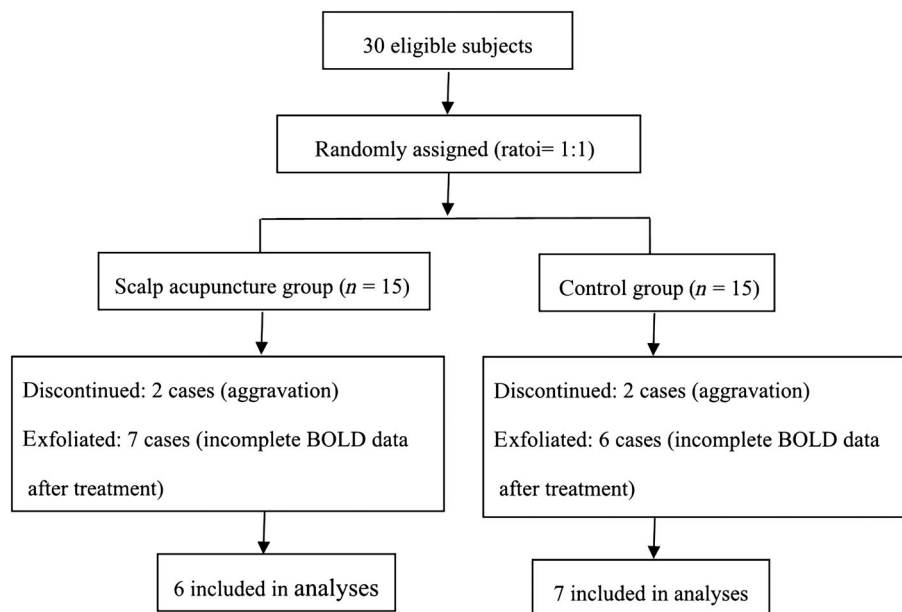 30 eligible subjects
Randomly assigned (ratoi= 1:1)
Scalp acupuncture group (n = 15)
Control group (n = 15)
Discontinued: 2 cases (aggravation)
Exfoliated: 7 cases (incomplete BOLD data
after treatment)
Discontinued: 2 cases (aggravation)
Exfoliated: 6 cases (incomplete BOLD data
after treatment)
6 included in analyses
7 included in analyses